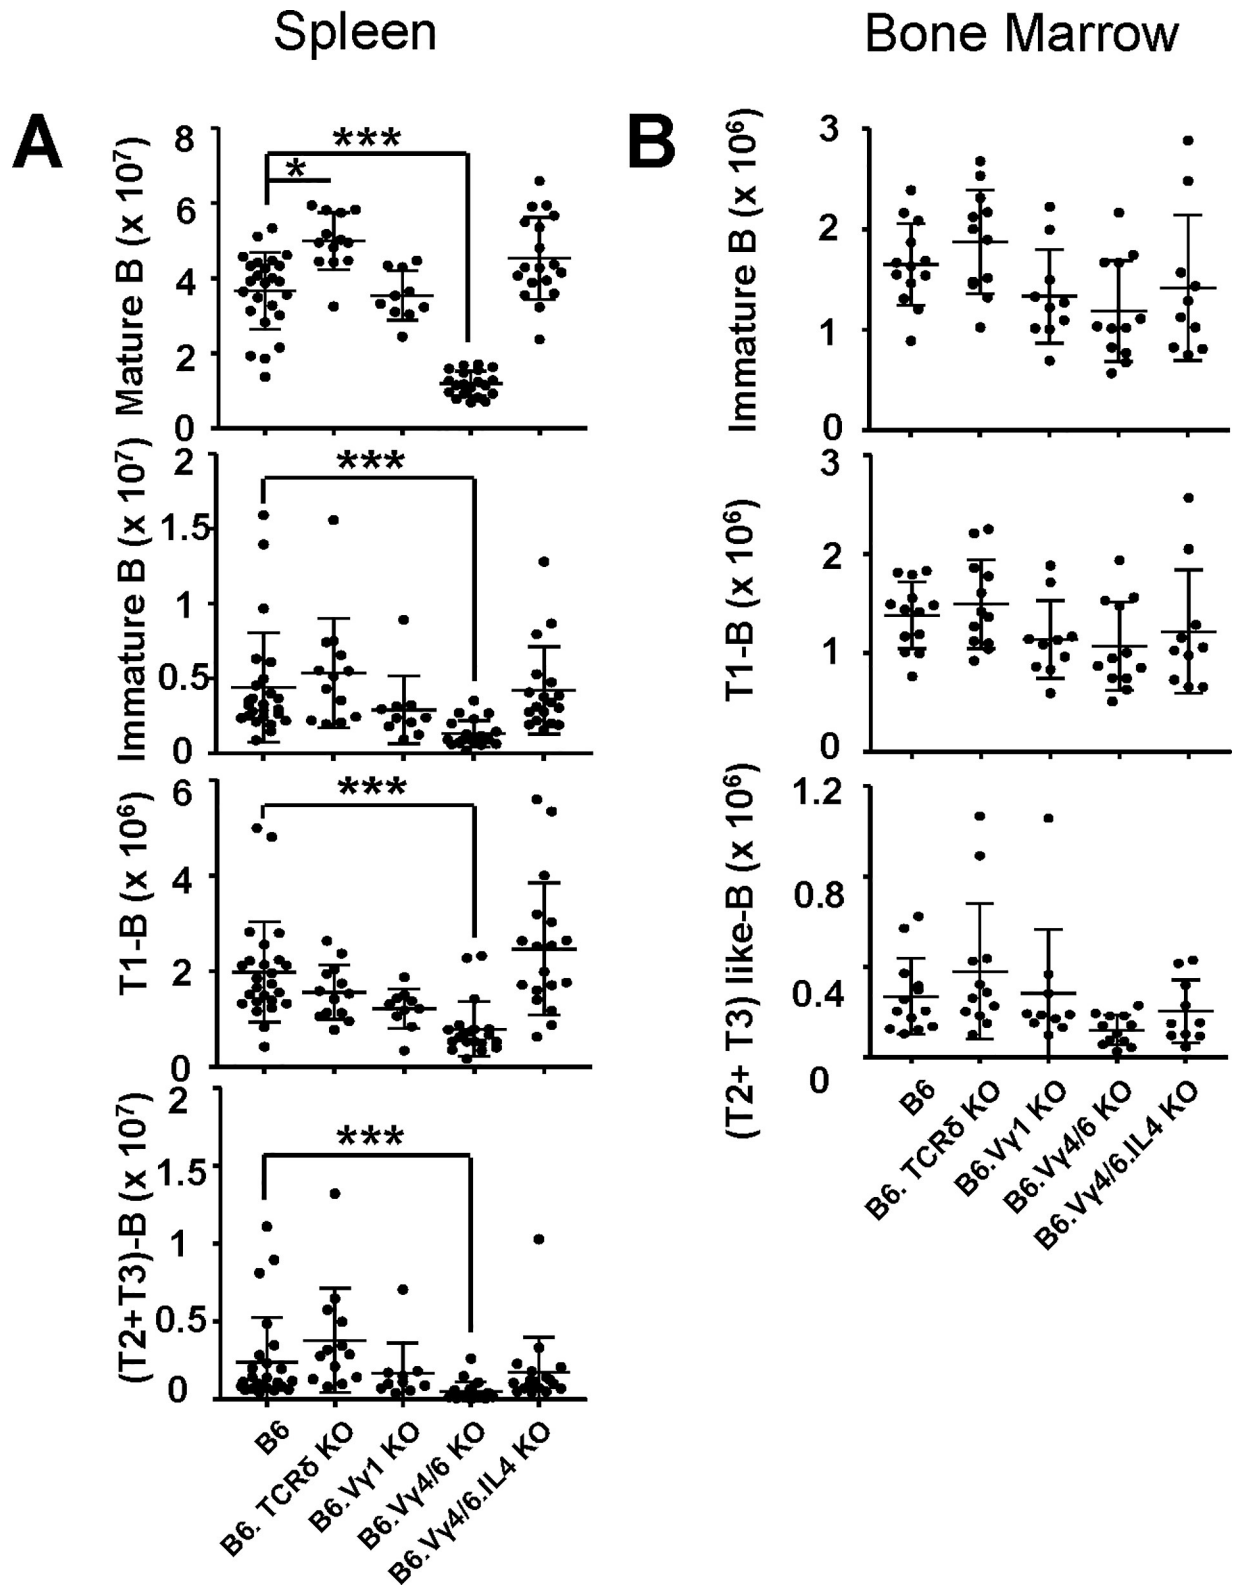 Spleen
Bone Marrow
A
Mature B (x 10⁷)
8
6
4
2
0
***
*
Immature B (x 10⁷)
2
1.5
1
0.5
0
***
T1-B (x 10⁶)
6
4
2
0
***
(T2+T3)-B (x 10⁷)
2
1.5
1
0.5
0
***
B6
B6. TCRδ KO
B6.Vγ1 KO
B6.Vγ4/6 KO
B6.Vγ4/6.IL4 KO
B
Immature B (x 10⁶)
3
2
1
0
T1-B (x 10⁶)
3
2
1
0
(T2+ T3) like-B (x 10⁶)
1.2
0.8
0.4
0
B6
B6. TCRδ KO
B6.Vγ1 KO
B6.Vγ4/6 KO
B6.Vγ4/6.IL4 KO